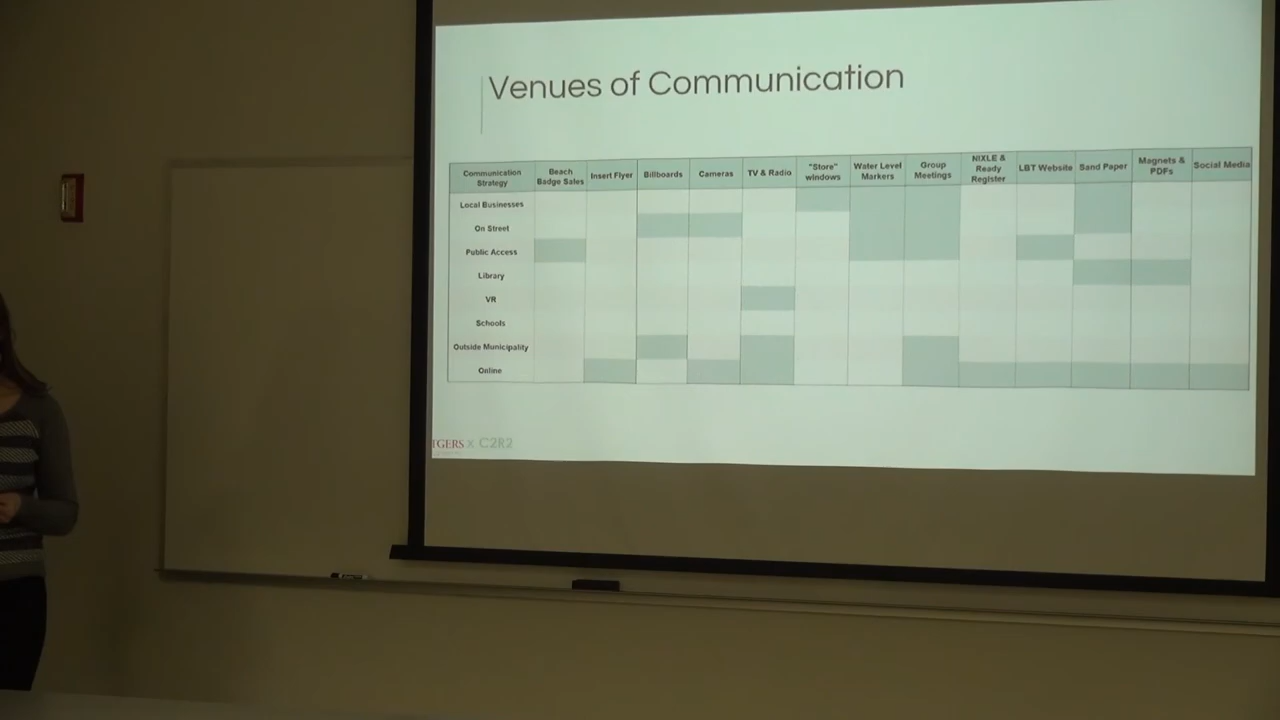 Venues of Communication
Communication
Strategy
Beach
Badge Sales
Insert Flyer
Billboards
Cameras
TV & Radio
"Store"
windows
Water Level
Markers
Group
Meetings
NIXLE &
Ready
Register
LBT Website
Sand Paper
Magnets &
PDFs
Social Media
Local Businesses
On Street
Public Access
Library
VR
Schools
Outside Municipality
Online
TGERS x C2R2